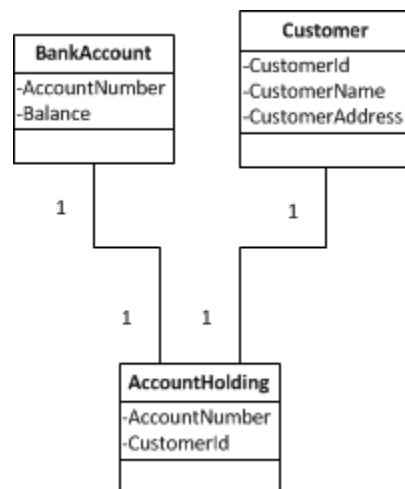 BankAccount
-AccountNumber
-Balance
Customer
-CustomerId
-CustomerName
-CustomerAddress
1
1
1
1
AccountHolding
-AccountNumber
-CustomerId